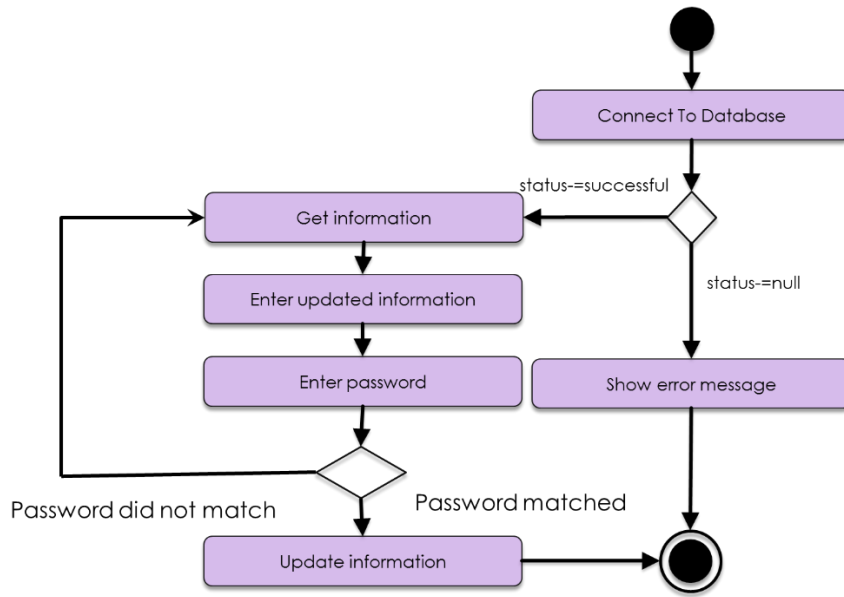 Connect To Database
status-=successful
Get information
status-=null
Enter updated information
Enter password
Show error message
Password did not match
Password matched
Update information